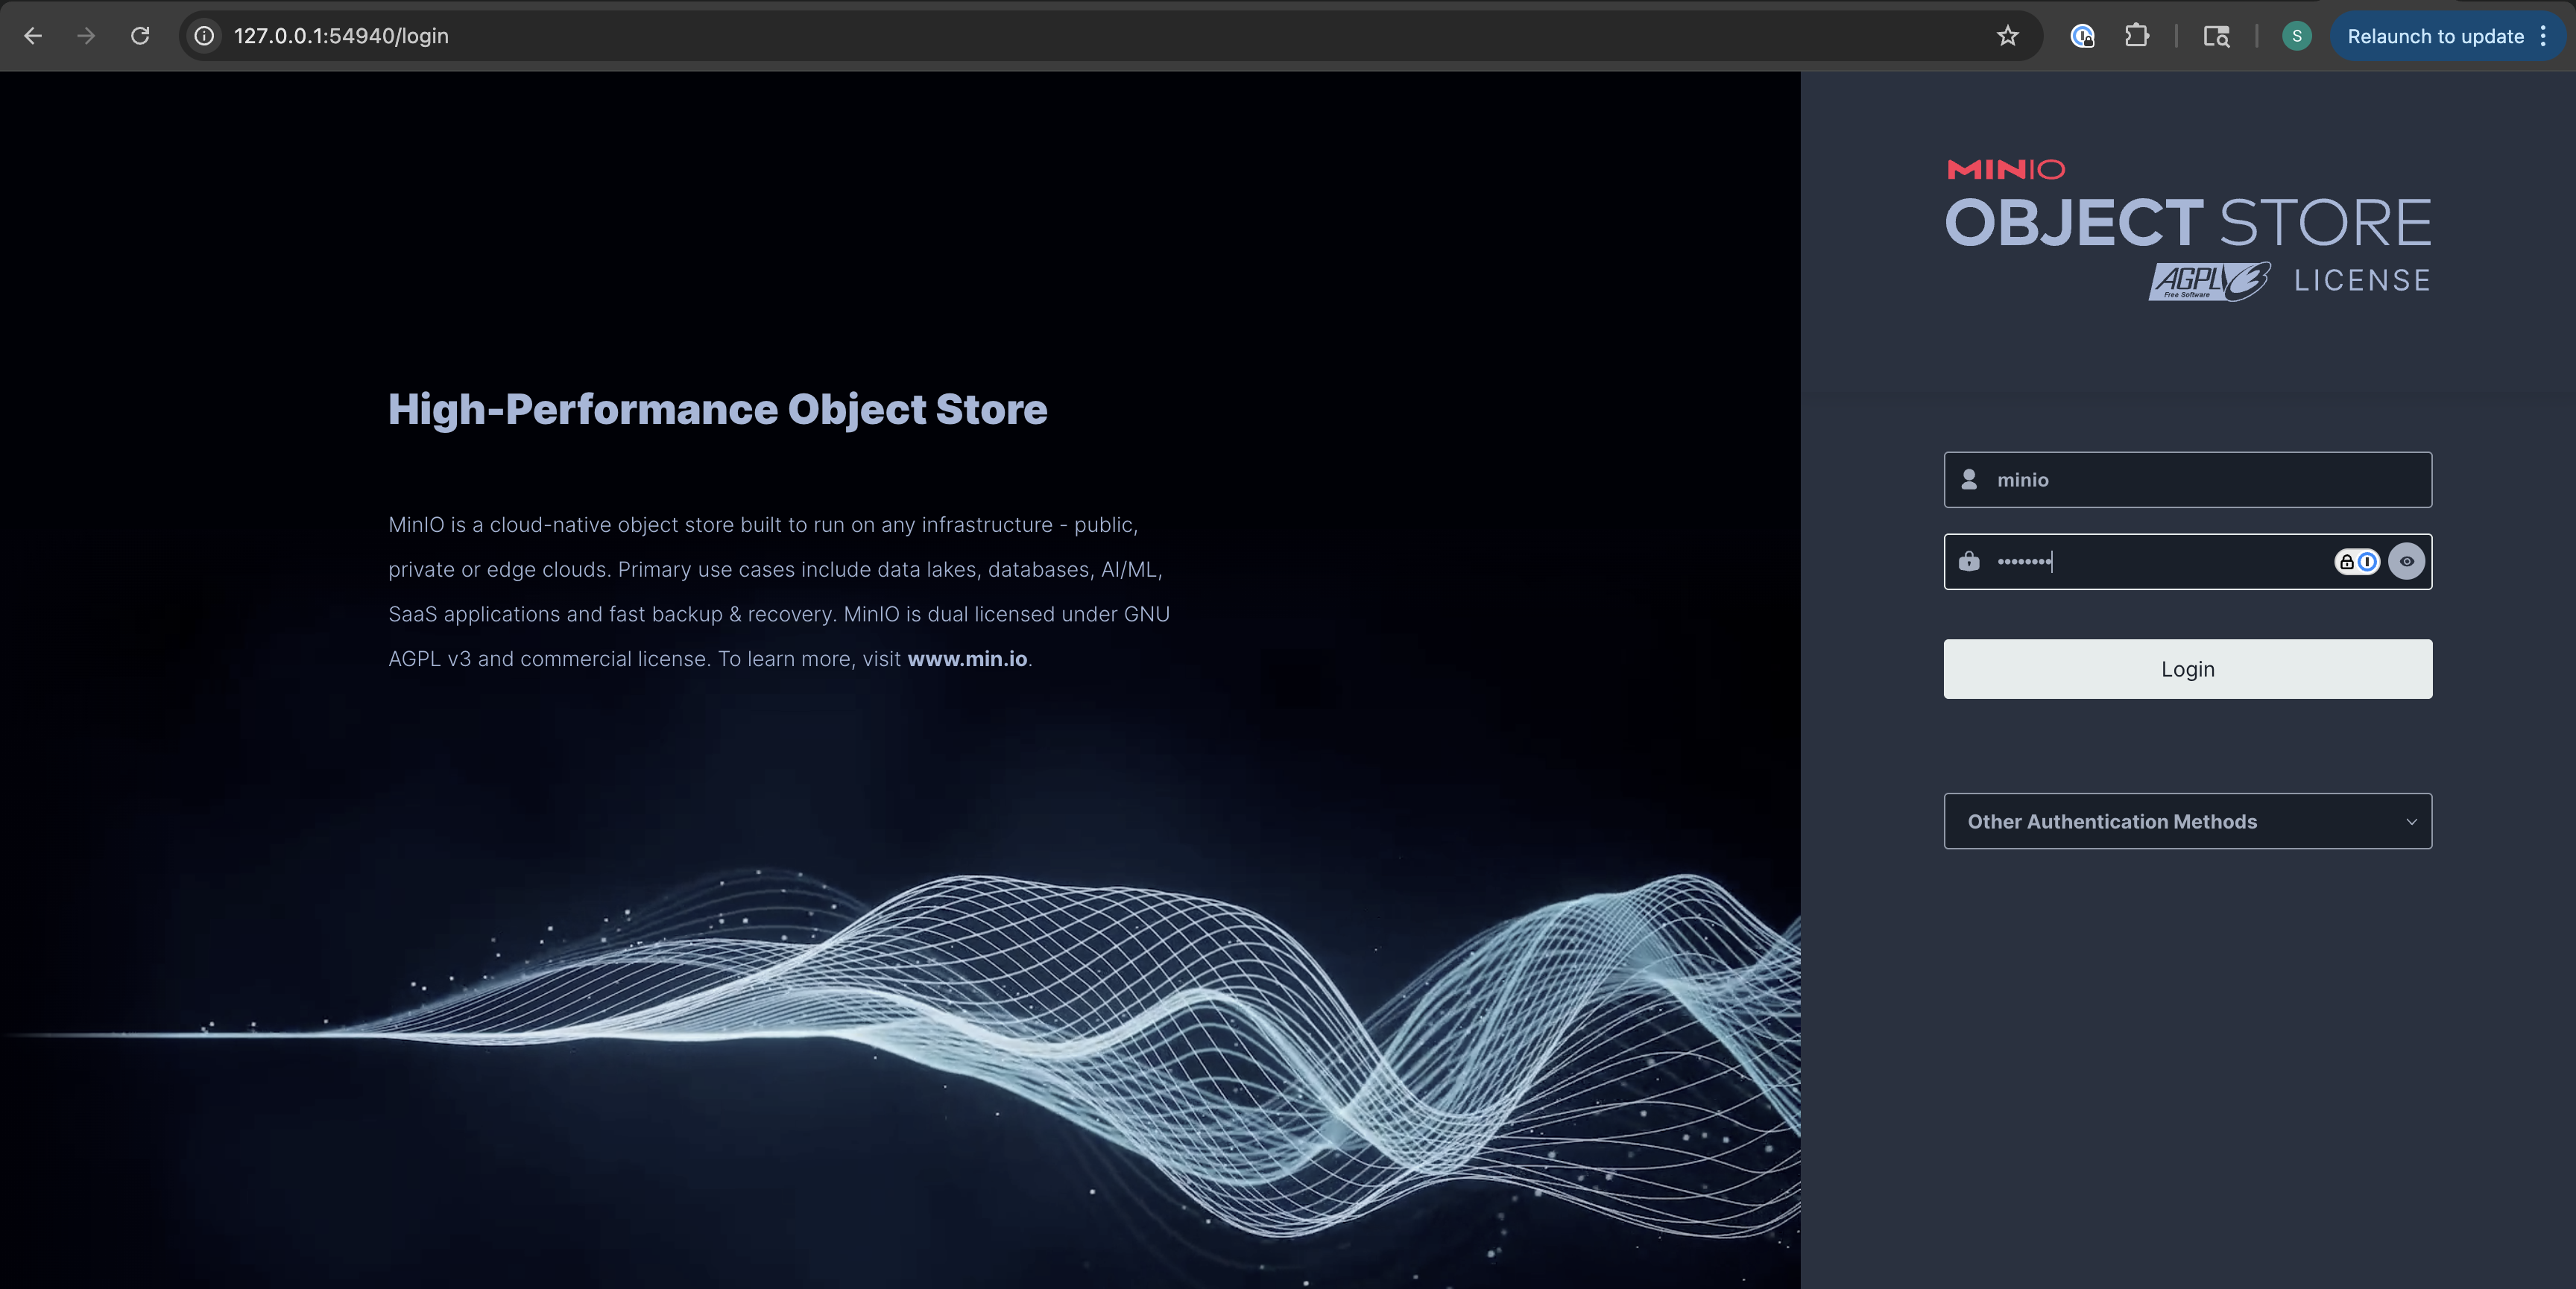 127.0.0.1:54940/login
S
Relaunch to update
MINIO
OBJECT STORE
AGPL V3 LICENSE
Free Software
High-Performance Object Store
MinIO is a cloud-native object store built to run on any infrastructure - public,
private or edge clouds. Primary use cases include data lakes, databases, AI/ML,
SaaS applications and fast backup & recovery. MinIO is dual licensed under GNU
AGPL v3 and commercial license. To learn more, visit www.min.io.
minio
••••••••
Login
Other Authentication Methods